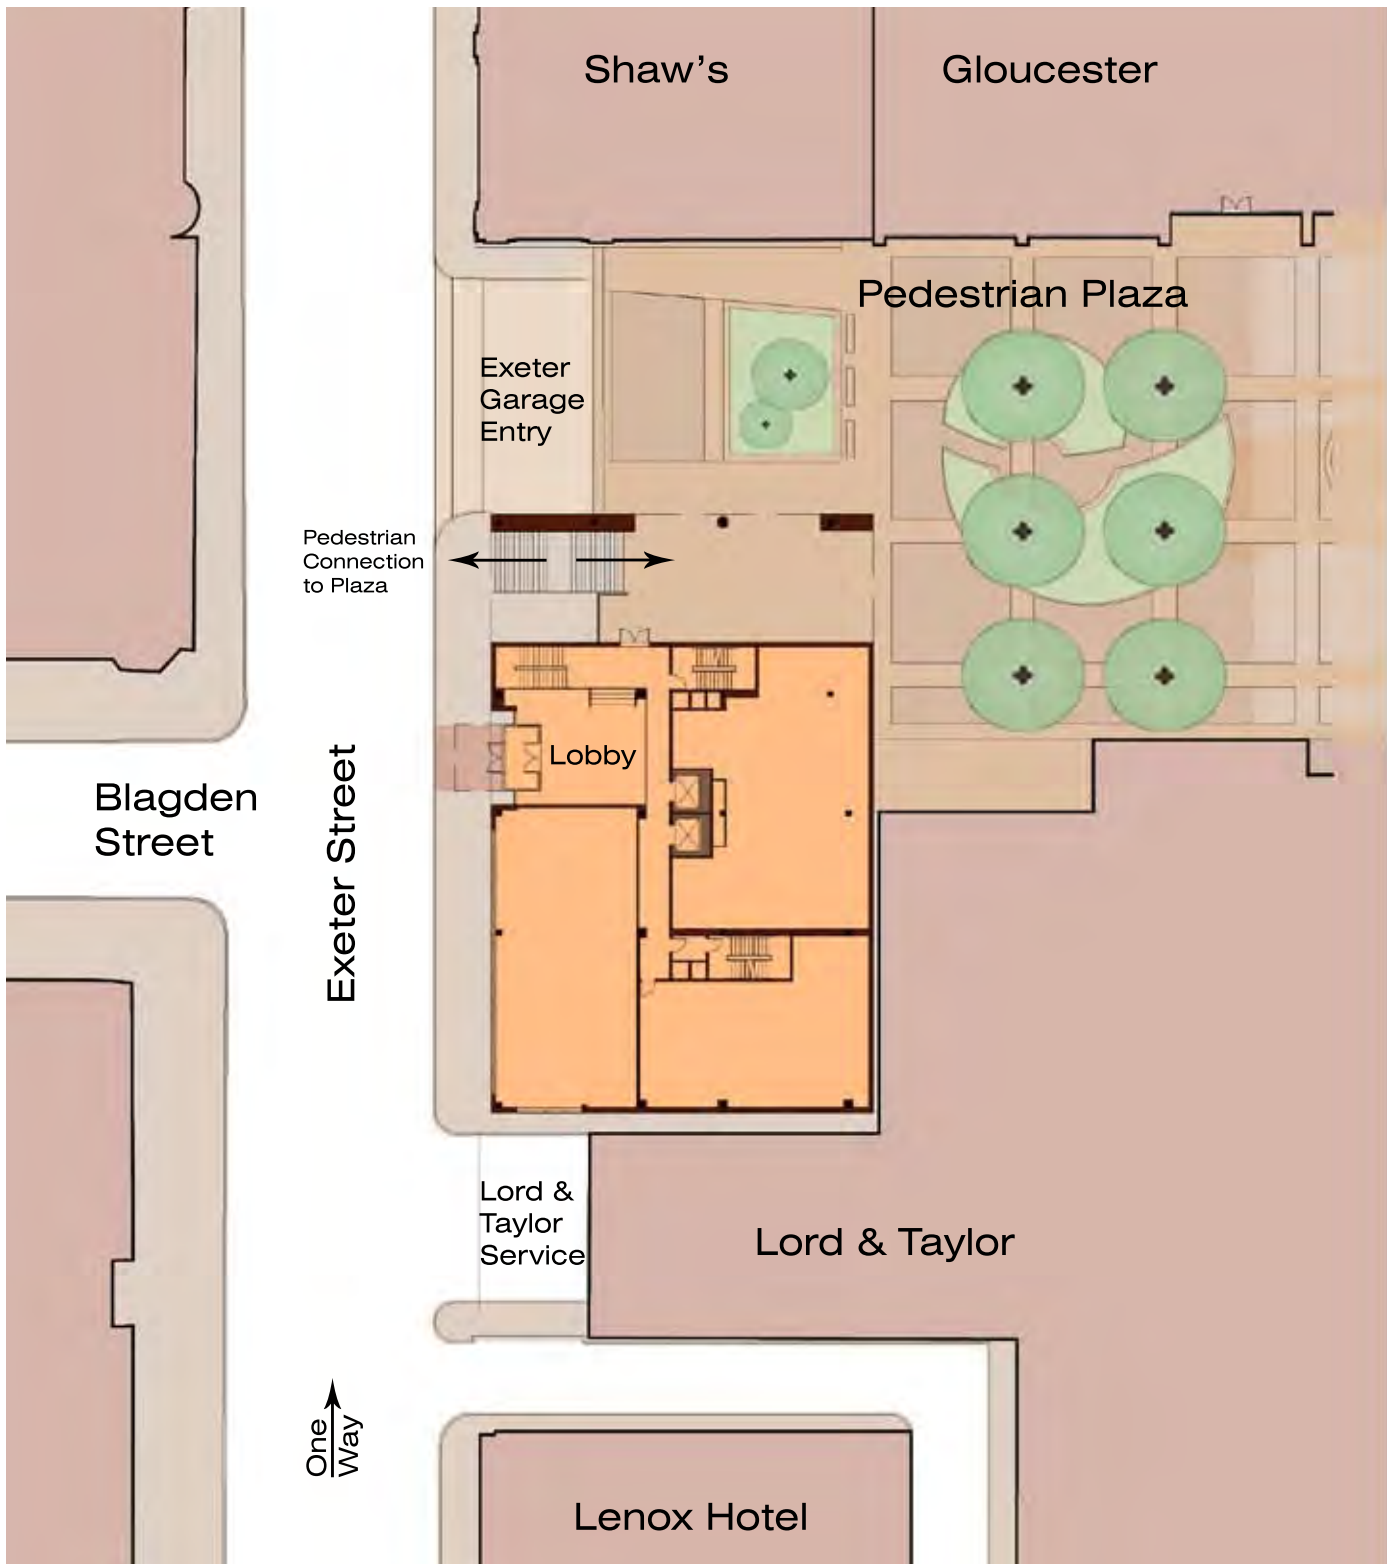 Shaw’s
Gloucester
Pedestrian Plaza
Exeter
Garage
Entry
Pedestrian
Connection
to Plaza
Lobby
Blagden
Street
Exeter Street
Lord &
Taylor
Service
Lord & Taylor
One
Way
Lenox Hotel